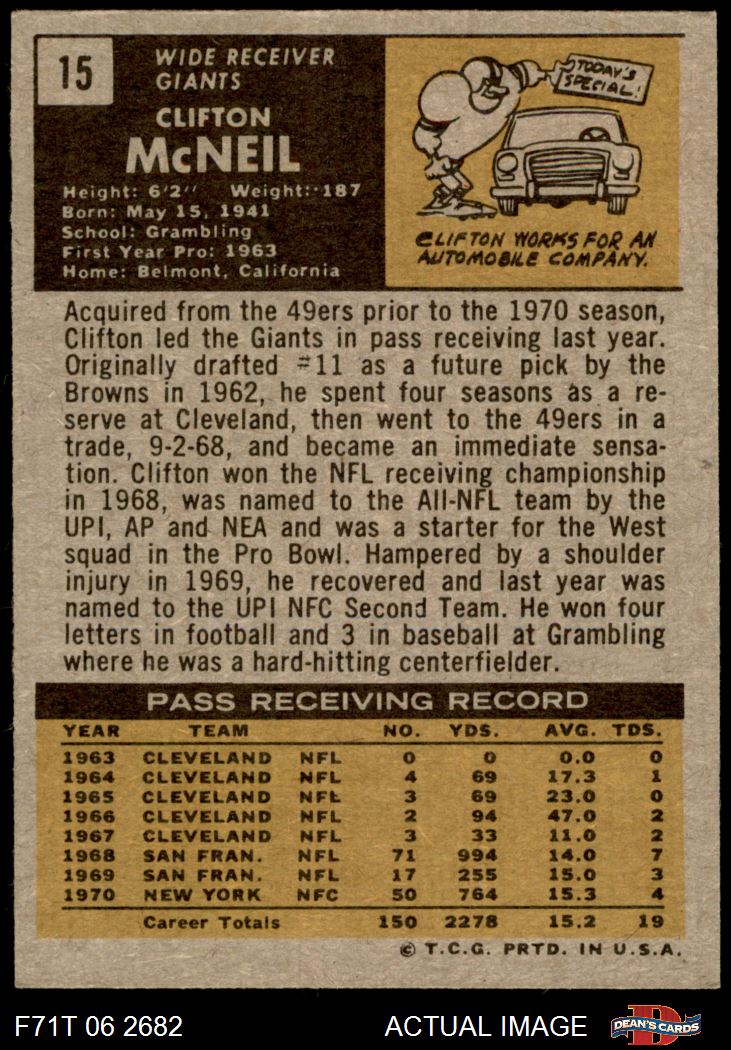 15
WIDE RECEIVER
GIANTS
CLIFTON
McNEIL
Height: 6'2" Weight: 187
Born: May 15, 1941
School: Grambling
First Year Pro: 1963
Home: Belmont, California
TODAY'S
SPECIAL!
CLIFTON WORKS FOR AN
AUTOMOBILE COMPANY.
Acquired from the 49ers prior to the 1970 season,
Clifton led the Giants in pass receiving last year.
Originally drafted #11 as a future pick by the
Browns in 1962, he spent four seasons as a re-
serve at Cleveland, then went to the 49ers in a
trade, 9-2-68, and became an immediate sensa-
tion. Clifton won the NFL receiving championship
in 1968, was named to the All-NFL team by the
UPI, AP and NEA and was a starter for the West
squad in the Pro Bowl. Hampered by a shoulder
injury in 1969, he recovered and last year was
named to the UPI NFC Second Team. He won four
letters in football and 3 in baseball at Grambling
where he was a hard-hitting centerfielder.
PASS RECEIVING RECORD
YEAR TEAM NO. YDS. AVG. TDS.
1963 CLEVELAND NFL 0 0 0.0 0
1964 CLEVELAND NFL 4 69 17.3 1
1965 CLEVELAND NFL 3 69 23.0 0
1966 CLEVELAND NFL 2 94 47.0 2
1967 CLEVELAND NFL 3 33 11.0 2
1968 SAN FRAN. NFL 71 994 14.0 7
1969 SAN FRAN. NFL 17 255 15.0 3
1970 NEW YORK NFC 50 764 15.3 4
Career Totals 150 2278 15.2 19
© T.C.G. PRTD. IN U.S.A.
F71T 06 2682 ACTUAL IMAGE D DEAN'S CARDS